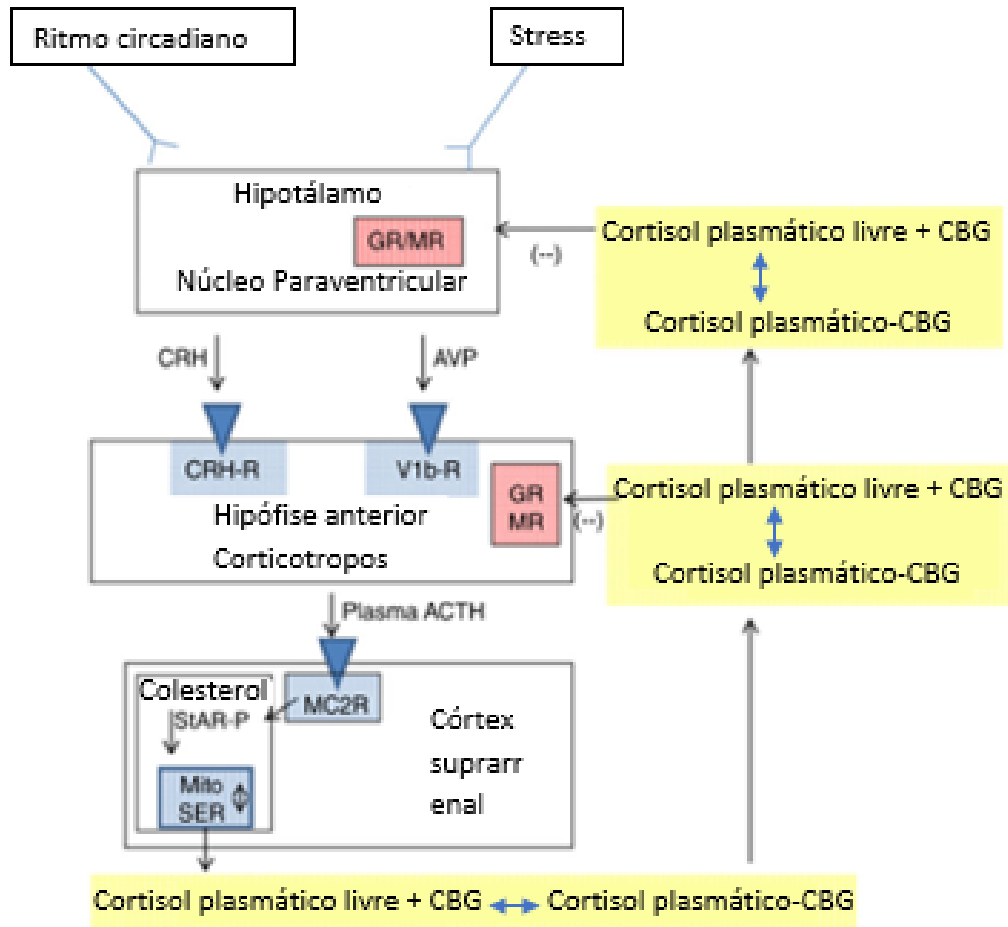 Ritmo circadiano
Stress
Hipotálamo
GR/MR
Núcleo Paraventricular
Cortisol plasmático livre + CBG
(--)
Cortisol plasmático-CBG
CRH
AVP
CRH-R
V1b-R
Hipófise anterior
Corticotropos
GR
MR
Cortisol plasmático livre + CBG
(--)
Cortisol plasmático-CBG
Plasma ACTH
Colesterol
StAR-P
MC2R
Mito
SER
Córtex
suprarr
enal
Cortisol plasmático livre + CBG
Cortisol plasmático-CBG